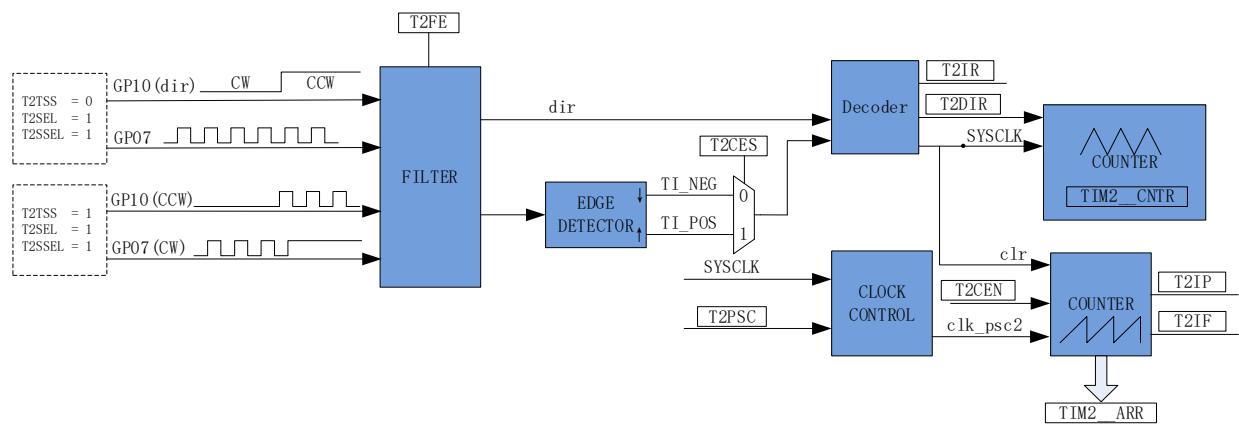 T2FE
GP10(dir)
CW
CCW
T2TSS = 0
T2SEL = 1
T2SSEL = 1
GP07
GP10(CCW)
T2TSS = 1
T2SEL = 1
T2SSEL = 1
GP07(CW)
FILTER
dir
T2CES
EDGE
DETECTOR
TI_NEG
TI_POS
0
1
Decoder
T2IR
T2DIR
SYSCLK
COUNTER
TIM2__CNTR
SYSCLK
T2PSC
CLOCK
CONTROL
clr
T2CEN
clk_psc2
COUNTER
T2IP
T2IF
TIM2__ARR